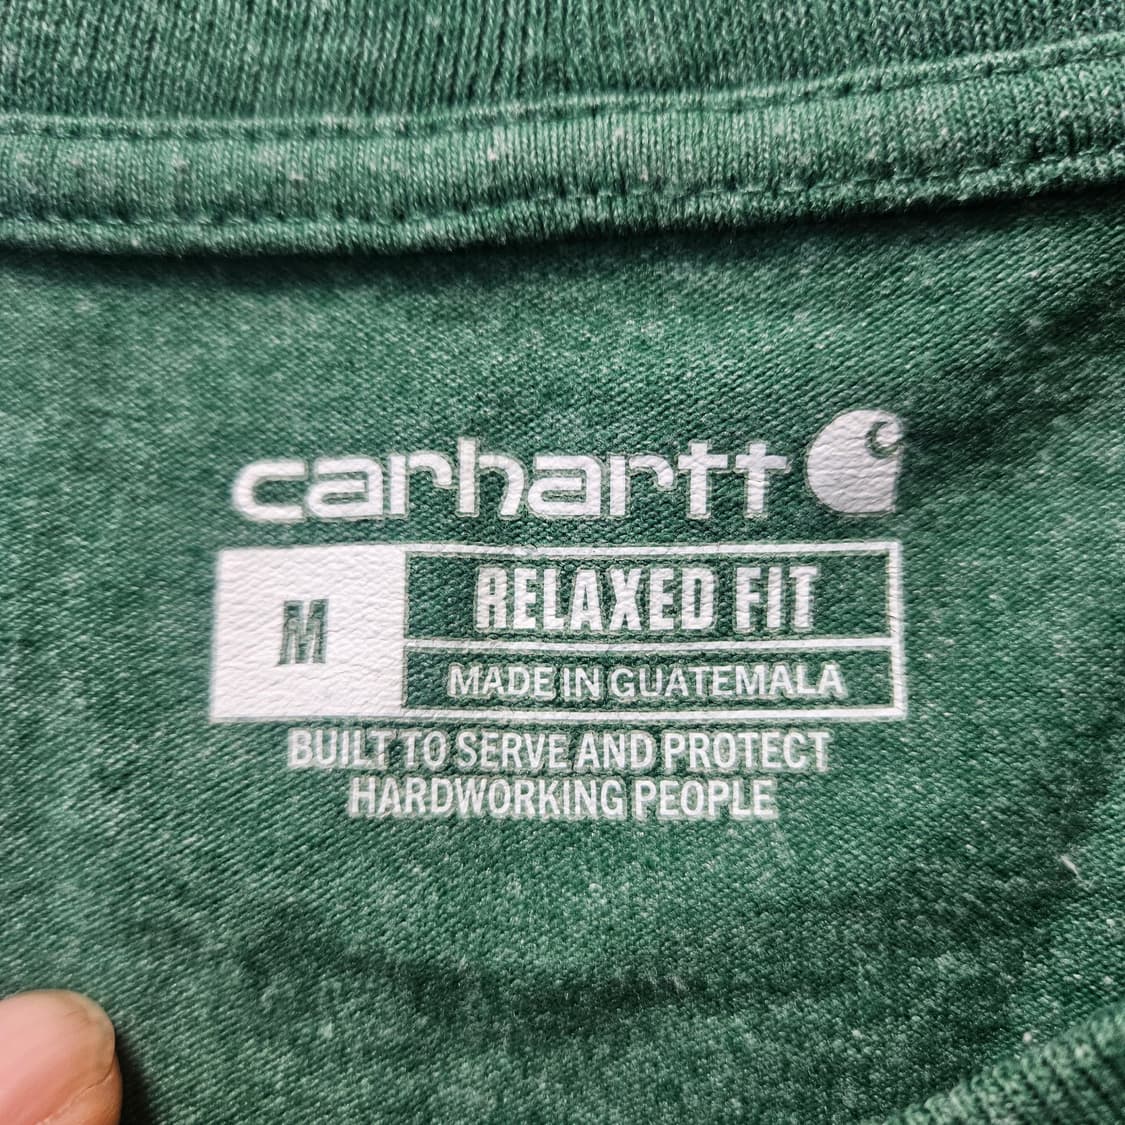 carhartt
M
RELAXED FIT
MADE IN GUATEMALA
BUILT TO SERVE AND PROTECT
HARDWORKING PEOPLE